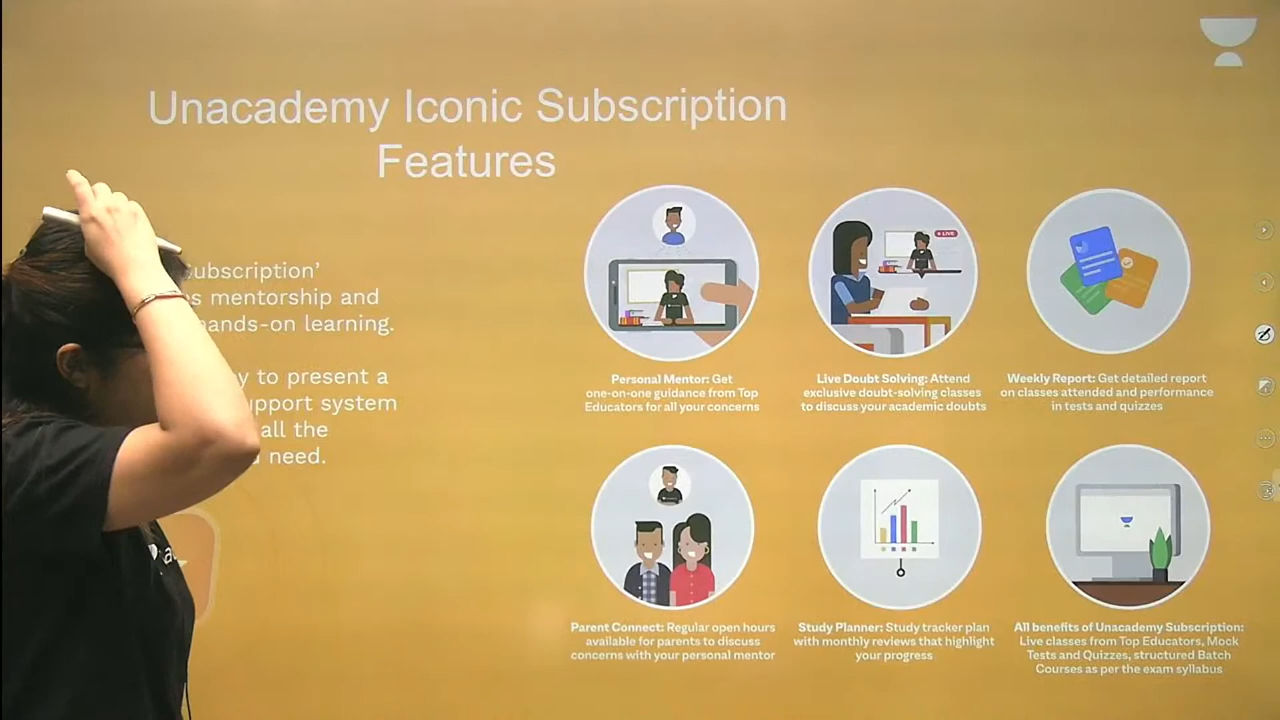 Unacademy Iconic Subscription
Features
ubscription’
s mentorship and
hands-on learning.
y to present a
upport system
all the
need.
LIVE
Personal Mentor: Get
one-on-one guidance from Top
Educators for all your concerns
Live Doubt Solving: Attend
exclusive doubt-solving classes
to discuss your academic doubts
Weekly Report: Get detailed report
on classes attended and performance
in tests and quizzes
Parent Connect: Regular open hours
available for parents to discuss
concerns with your personal mentor
Study Planner: Study tracker plan
with monthly reviews that highlight
your progress
All benefits of Unacademy Subscription:
Live classes from Top Educators, Mock
Tests and Quizzes, structured Batch
Courses as per the exam syllabus